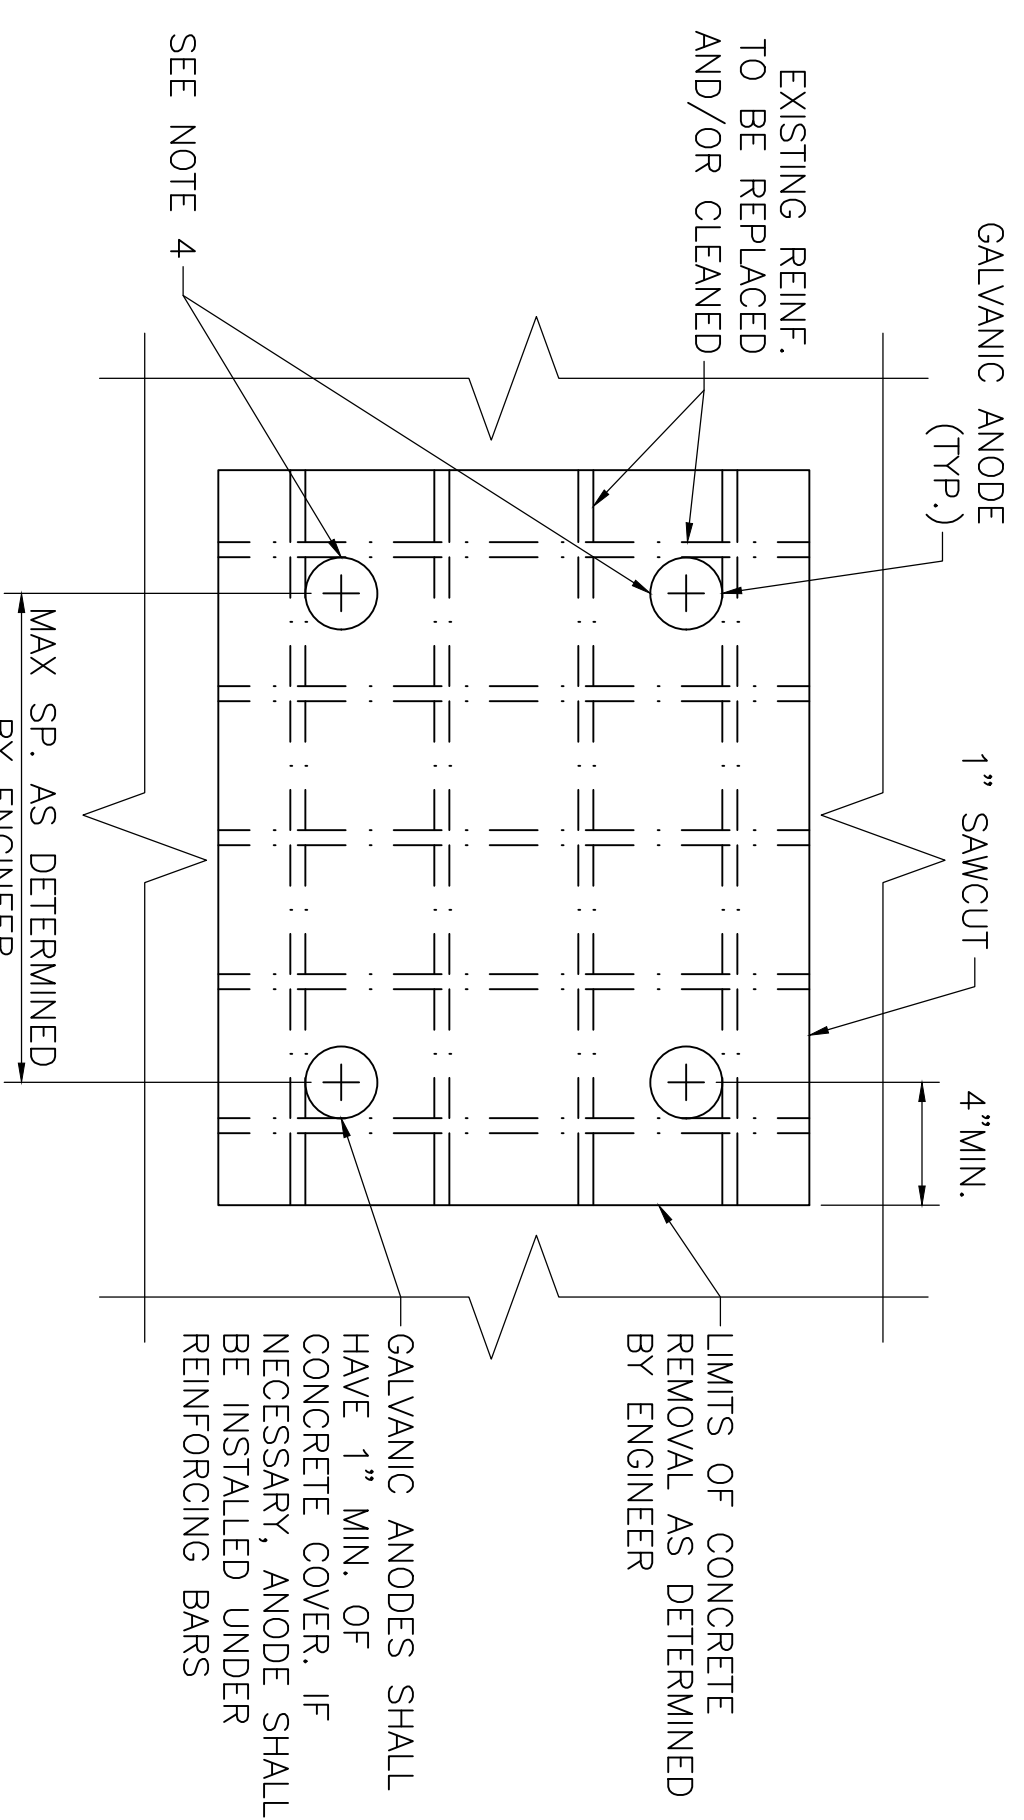 GALVANIC ANODE
(TYP.)
1" SAWCUT
4"MIN.
EXISTING REINF.
TO BE REPLACED
AND/OR CLEANED
LIMITS OF CONCRETE
REMOVAL AS DETERMINED
BY ENGINEER
SEE NOTE 4
GALVANIC ANODES SHALL
HAVE 1" MIN. OF
CONCRETE COVER. IF
NECESSARY, ANODE SHALL
BE INSTALLED UNDER
REINFORCING BARS
MAX SP. AS DETERMINED
BY ENGINEER